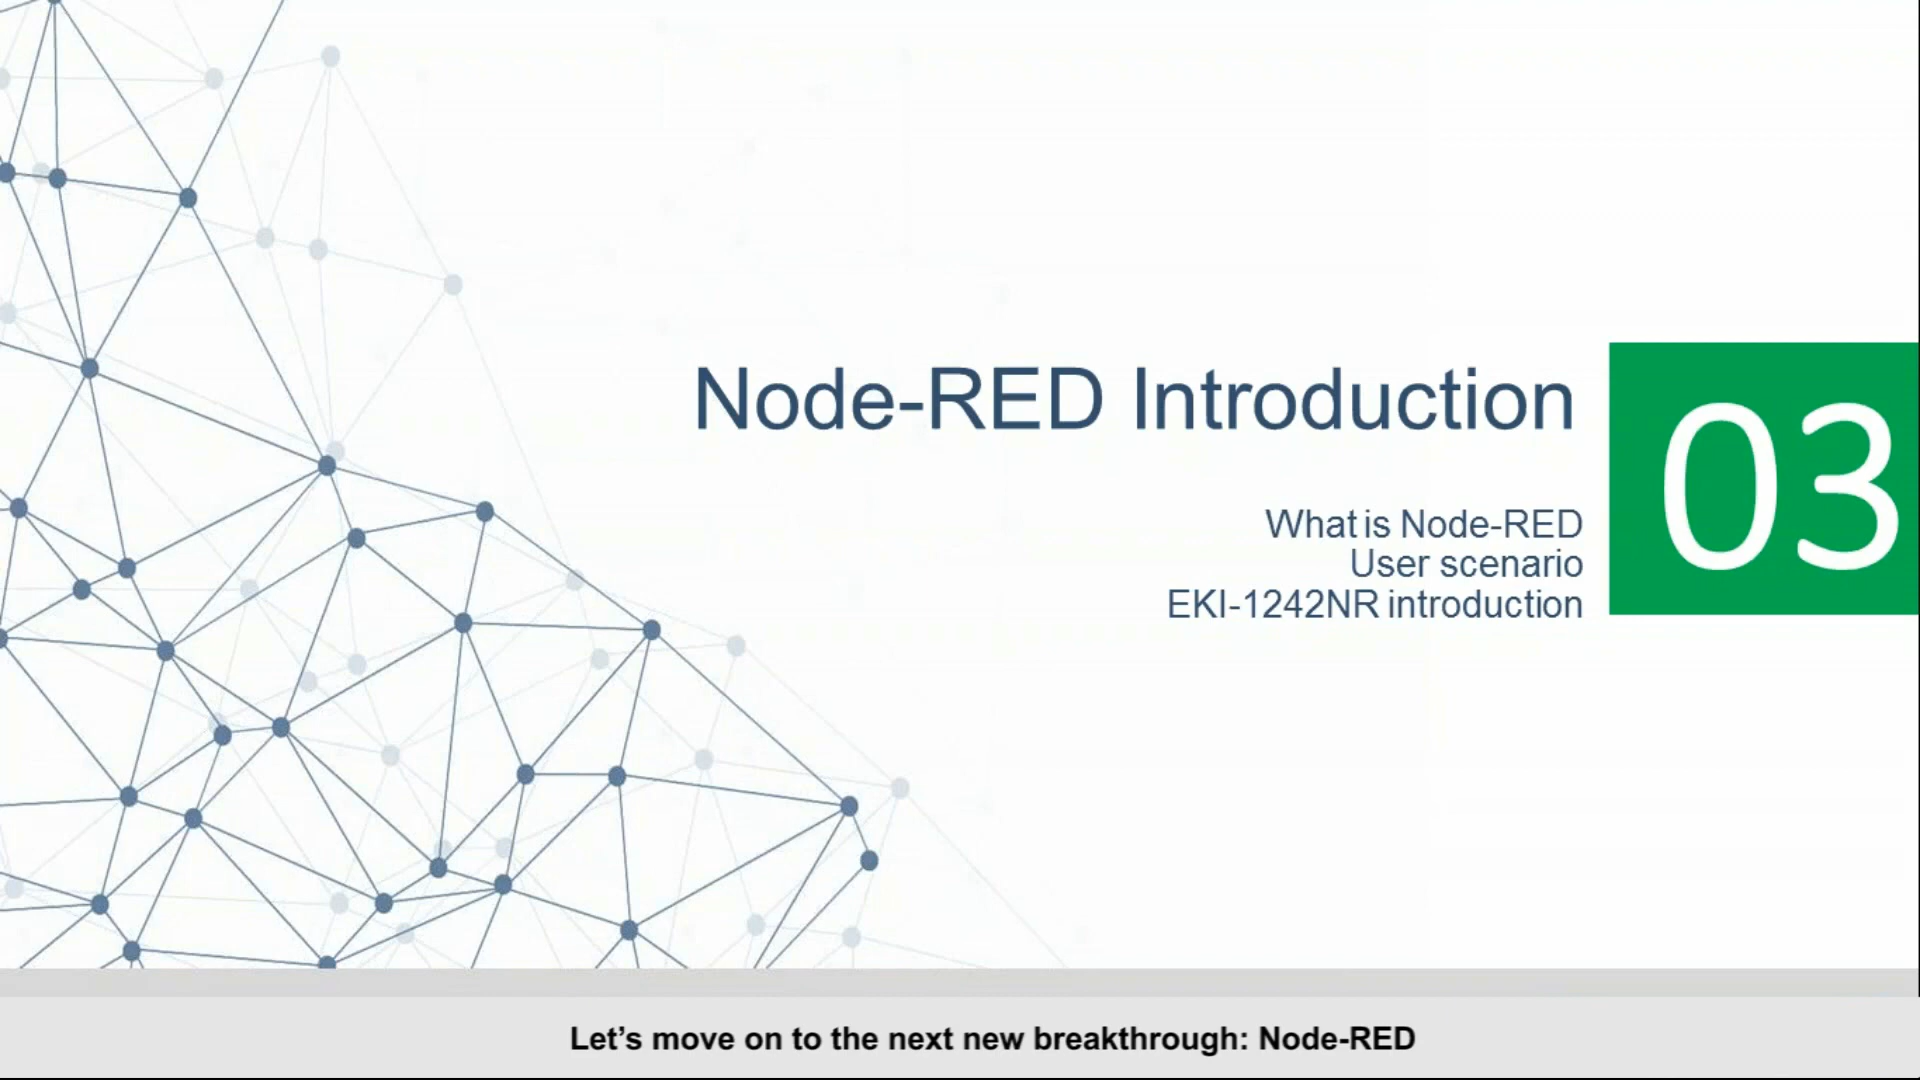 Node-RED Introduction
03
What is Node-RED
User scenario
EKI-1242NR introduction
Let’s move on to the next new breakthrough: Node-RED